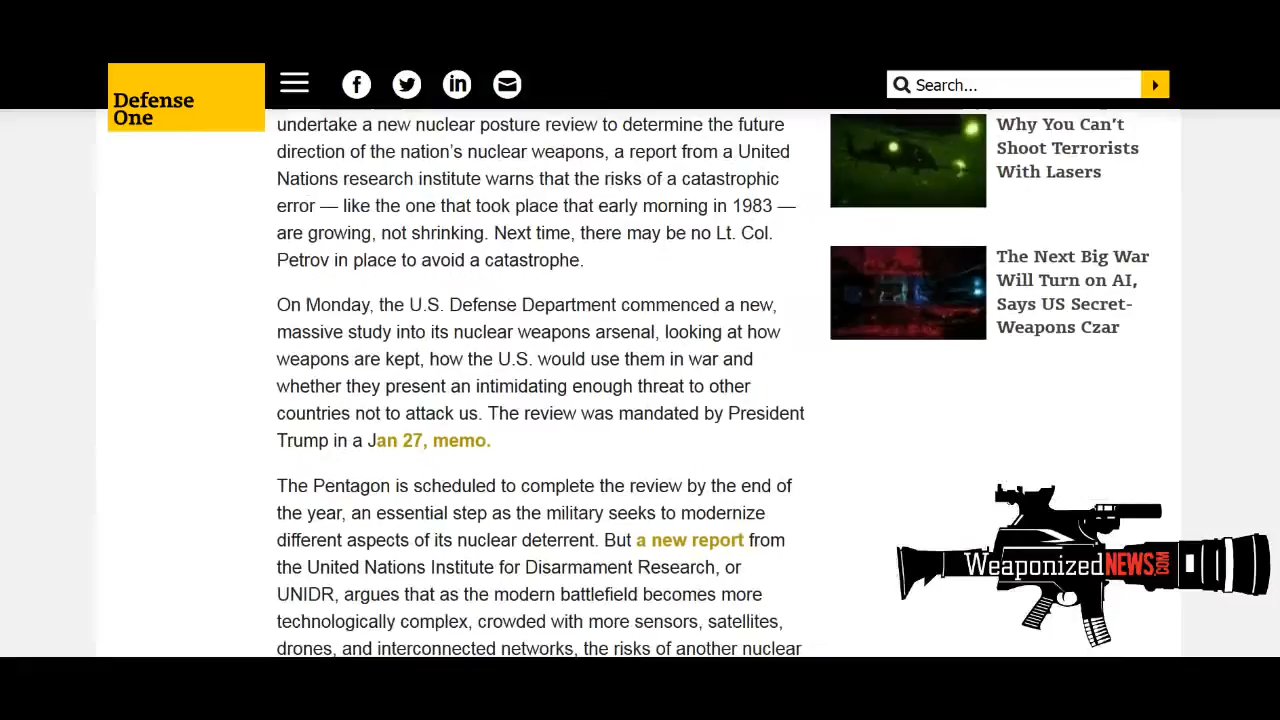 Defense
One
Search...
undertake a new nuclear posture review to determine the future
direction of the nation’s nuclear weapons, a report from a United
Nations research institute warns that the risks of a catastrophic
error — like the one that took place that early morning in 1983 —
are growing, not shrinking. Next time, there may be no Lt. Col.
Petrov in place to avoid a catastrophe.
On Monday, the U.S. Defense Department commenced a new,
massive study into its nuclear weapons arsenal, looking at how
weapons are kept, how the U.S. would use them in war and
whether they present an intimidating enough threat to other
countries not to attack us. The review was mandated by President
Trump in a Jan 27, memo.
The Pentagon is scheduled to complete the review by the end of
the year, an essential step as the military seeks to modernize
different aspects of its nuclear deterrent. But a new report from
the United Nations Institute for Disarmament Research, or
UNIDR, argues that as the modern battlefield becomes more
technologically complex, crowded with more sensors, satellites,
drones, and interconnected networks, the risks of another nuclear
Why You Can’t
Shoot Terrorists
With Lasers
The Next Big War
Will Turn on AI,
Says US Secret-
Weapons Czar
WeaponizedNEWS.COM